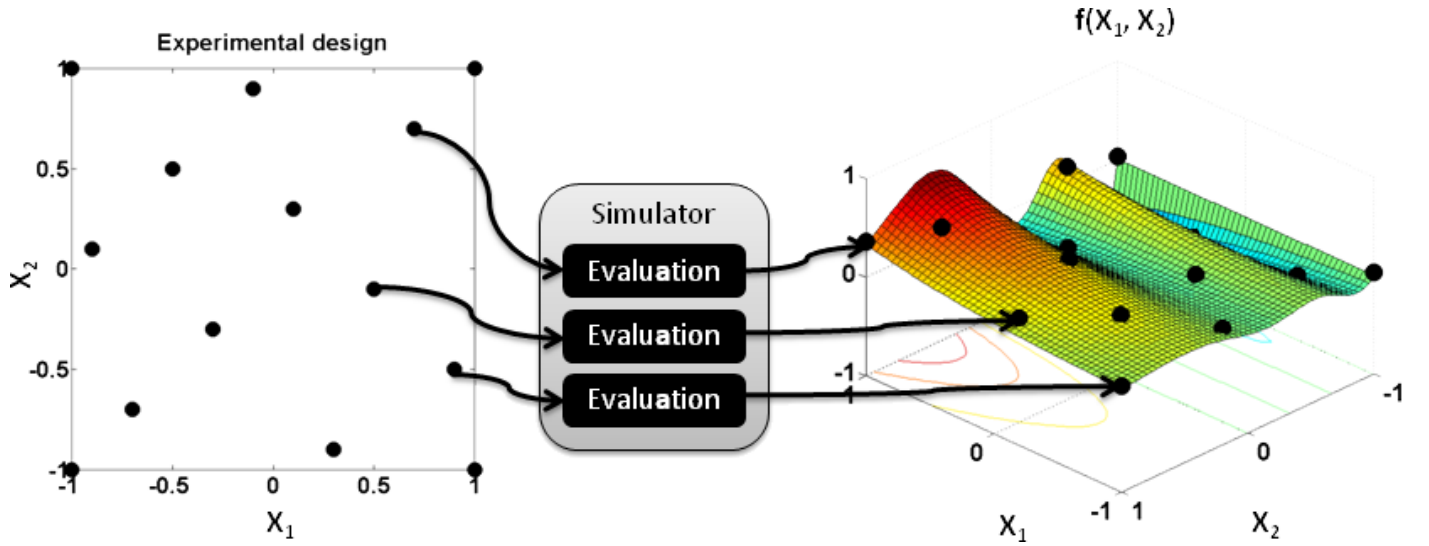 Experimental design
1
0.5
0
-0.5
-1
X2
-1
-0.5
0
0.5
1
X1
Simulator
Evaluation
Evaluation
Evaluation
f(X1, X2)
1
0
-1
1
0
-1
X1
1
0
-1
X2